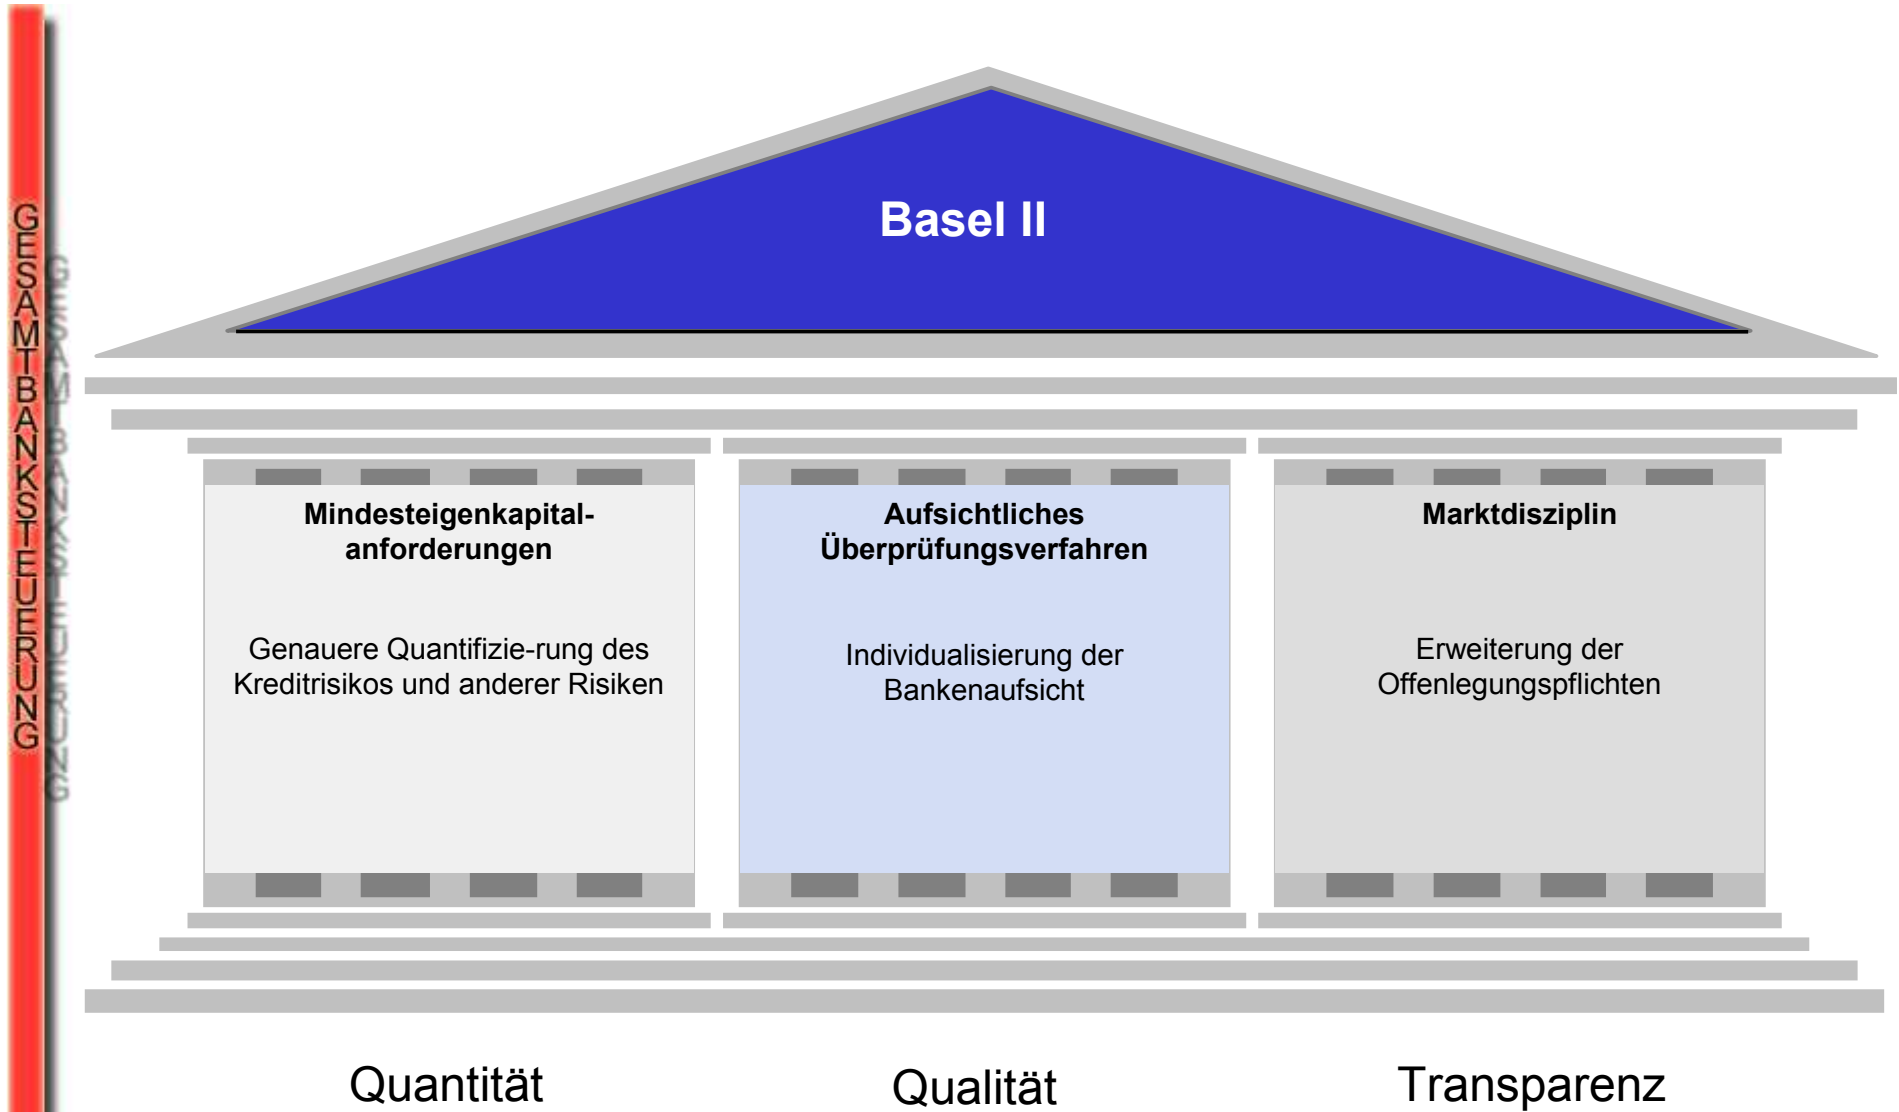 GESAMTBANKSTEUERUNG
Basel II
Mindesteigenkapital-
anforderungen
Genauere Quantifizie-rung des
Kreditrisikos und anderer Risiken
Aufsichtliches
Überprüfungsverfahren
Individualisierung der
Bankenaufsicht
Marktdisziplin
Erweiterung der
Offenlegungspflichten
Quantität
Qualität
Transparenz